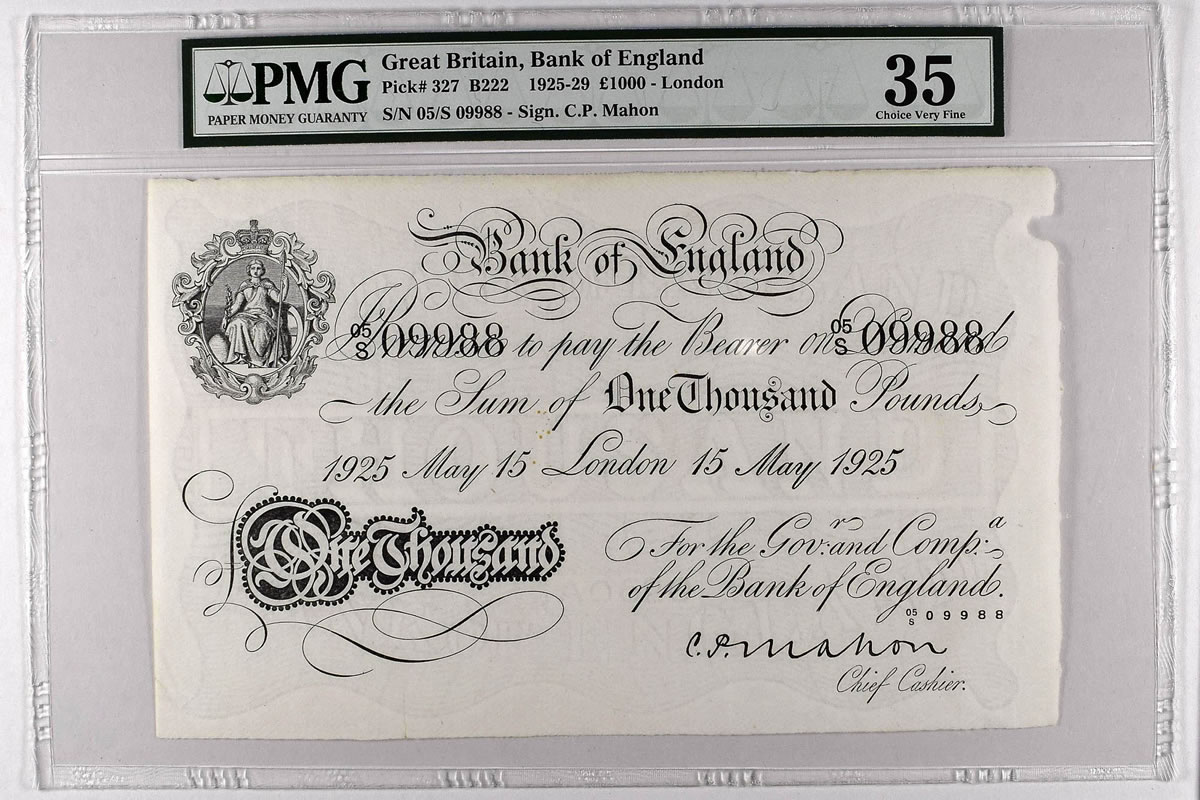 PMG
PAPER MONEY GUARANTY
Great Britain, Bank of England
Pick# 327 B222 1925-29 £1000 - London
S/N 05/S 09988 - Sign. C.P. Mahon
35
Choice Very Fine
Bank of England
05/S 09988 to pay the Bearer on 05/S 09988
the Sum of One Thousand Pounds
1925 May 15 London 15 May 1925
£ One Thousand
For the Gov:r and Comp:a
of the Bank of England.
05/S 09988
C.P. Mahon
Chief Cashier.